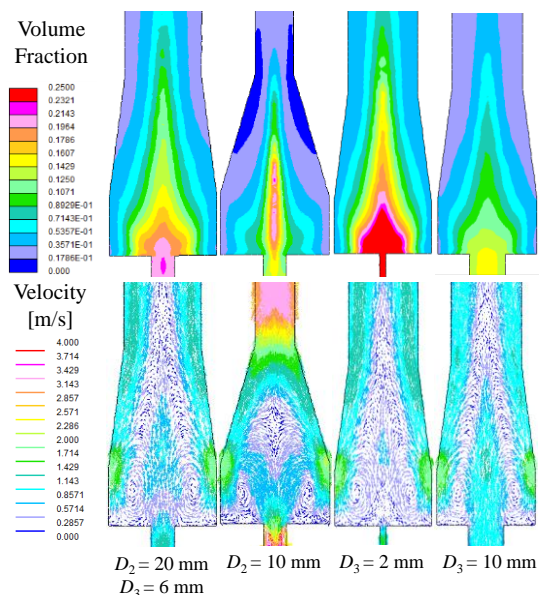 Volume
Fraction
0.2500
0.2321
0.2143
0.1964
0.1786
0.1607
0.1429
0.1250
0.1071
0.8929E-01
0.7143E-01
0.5357E-01
0.3571E-01
0.1786E-01
0.000
Velocity
[m/s]
4.000
3.714
3.429
3.143
2.857
2.571
2.286
2.000
1.714
1.429
1.143
0.8571
0.5714
0.2857
0.000
D2 = 20 mm D2 = 10 mm D3 = 2 mm D3 = 10 mm
D3 = 6 mm